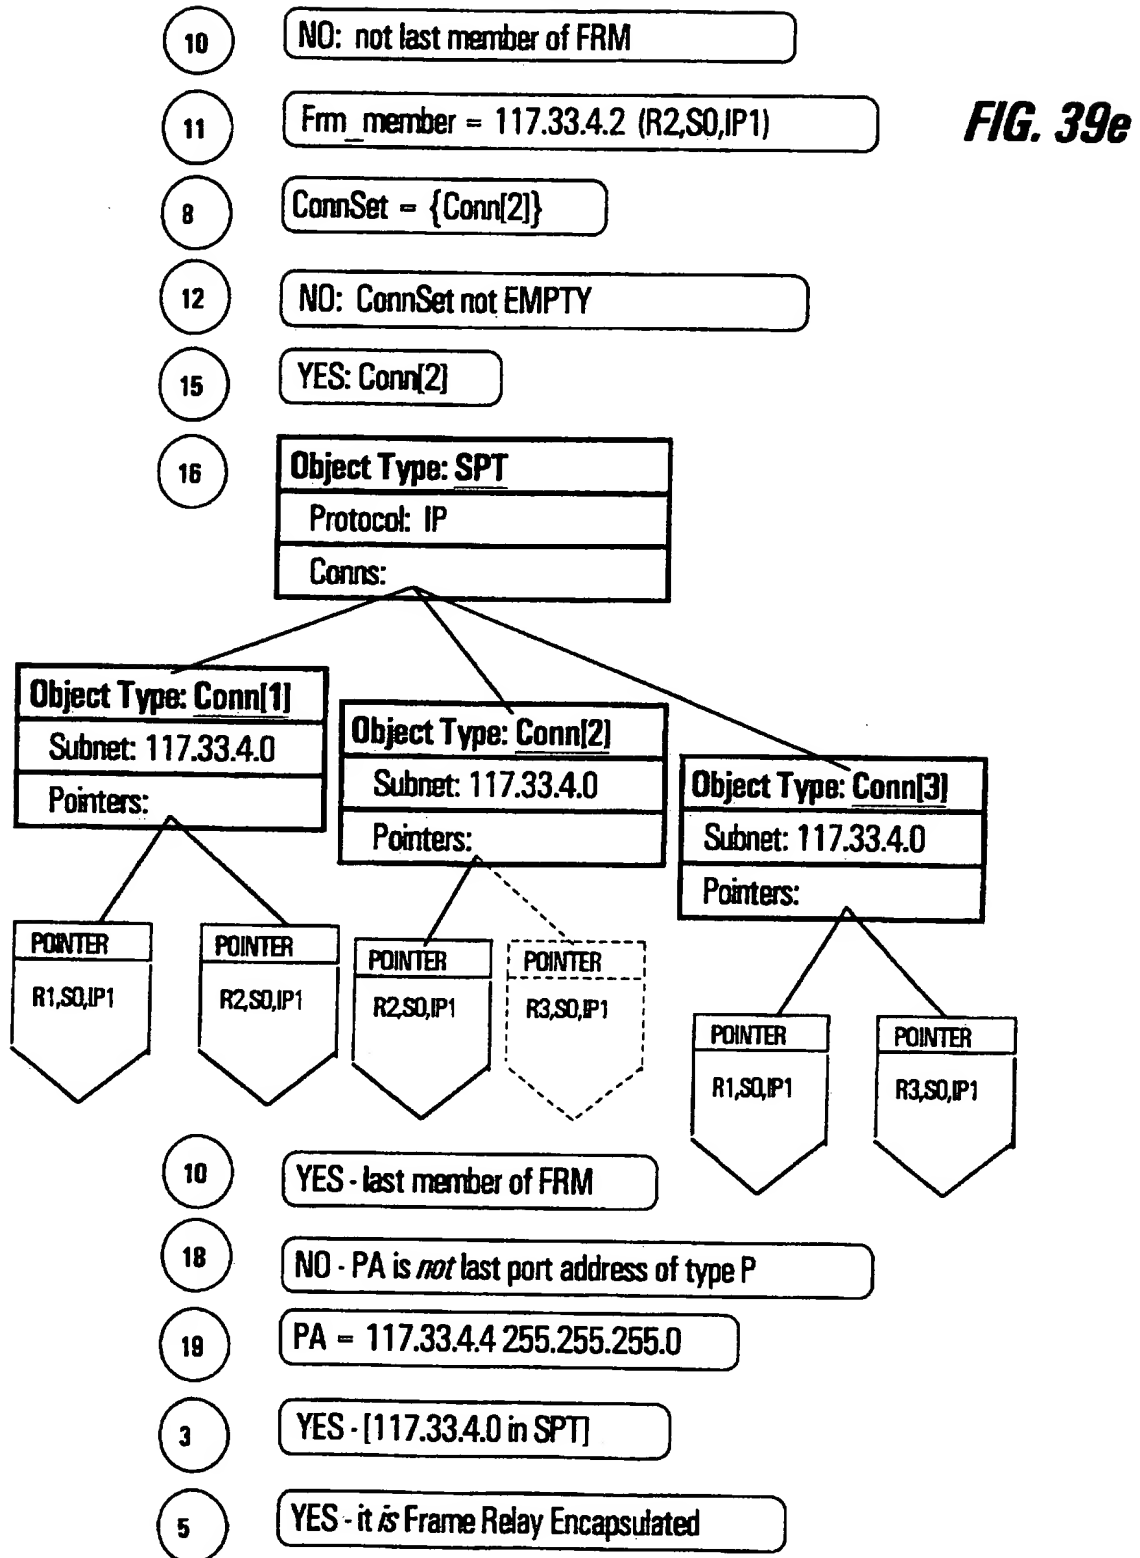 10
NO: not last member of FRM
11
Frm_member = 117.33.4.2 (R2,S0,IP1)
FIG. 39e
8
ConnSet = {Conn[2]}
12
NO: ConnSet not EMPTY
15
YES: Conn[2]
16
Object Type: SPT
Protocol: IP
Conns:
Object Type: Conn[1]
Subnet: 117.33.4.0
Pointers:
Object Type: Conn[2]
Subnet: 117.33.4.0
Pointers:
Object Type: Conn[3]
Subnet: 117.33.4.0
Pointers:
POINTER
R1,S0,IP1
POINTER
R2,S0,IP1
POINTER
R2,S0,IP1
POINTER
R3,S0,IP1
POINTER
R1,S0,IP1
POINTER
R3,S0,IP1
10
YES - last member of FRM
18
NO - PA is not last port address of type P
19
PA = 117.33.4.4 255.255.255.0
3
YES - [117.33.4.0 in SPT]
5
YES - it is Frame Relay Encapsulated